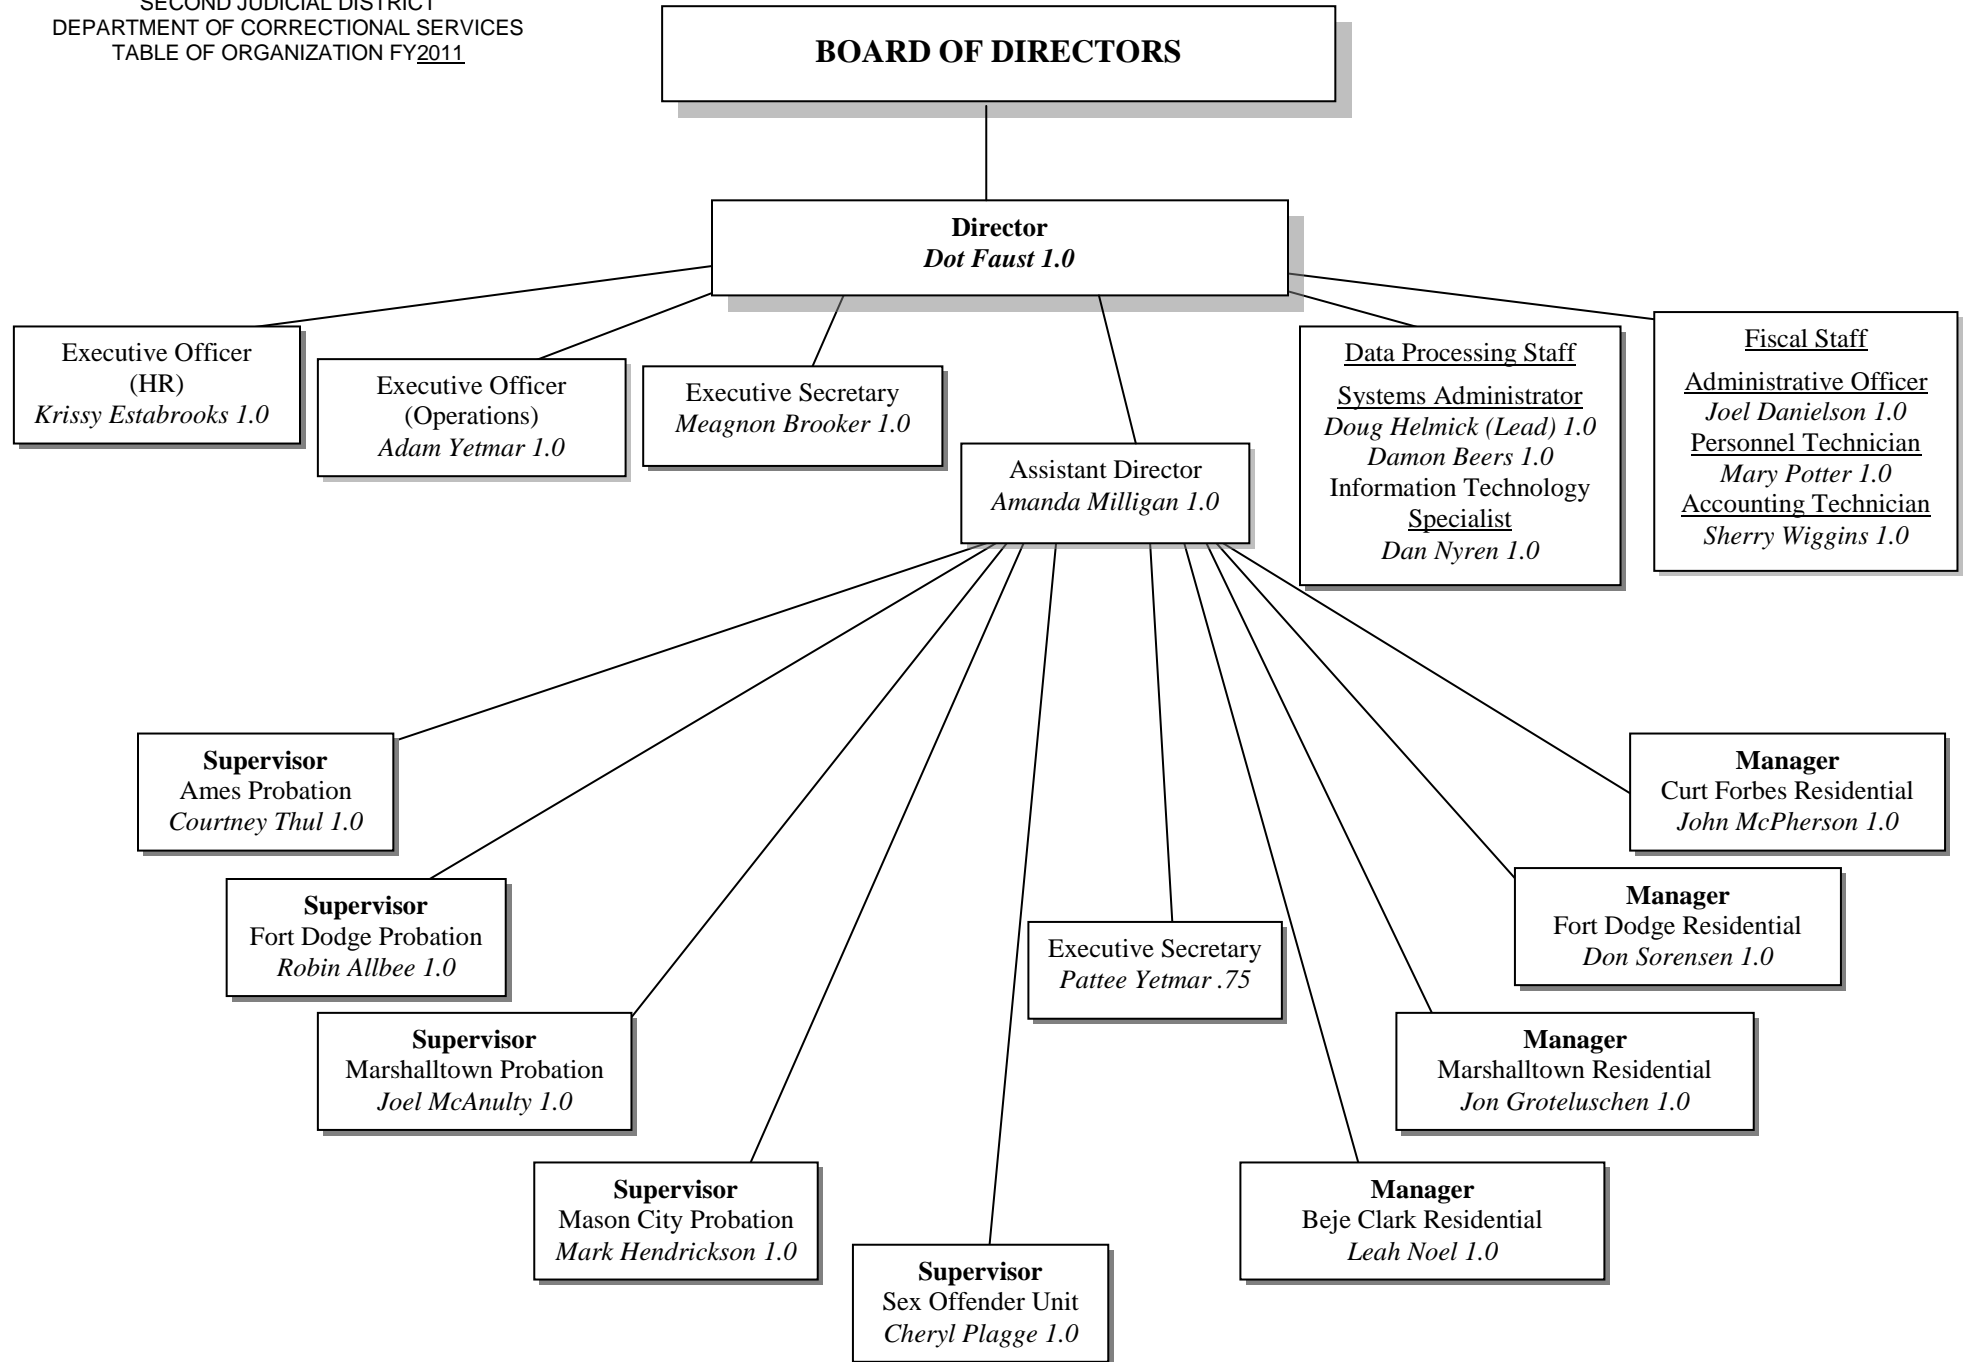 SECOND JUDICIAL DISTRICT
DEPARTMENT OF CORRECTIONAL SERVICES
TABLE OF ORGANIZATION FY2011
BOARD OF DIRECTORS
Director
Dot Faust 1.0
Executive Officer
(HR)
Krissy Estabrooks 1.0
Executive Officer
(Operations)
Adam Yetmar 1.0
Executive Secretary
Meagnon Brooker 1.0
Assistant Director
Amanda Milligan 1.0
Data Processing Staff
Systems Administrator
Doug Helmick (Lead) 1.0
Damon Beers 1.0
Information Technology
Specialist
Dan Nyren 1.0
Fiscal Staff
Administrative Officer
Joel Danielson 1.0
Personnel Technician
Mary Potter 1.0
Accounting Technician
Sherry Wiggins 1.0
Supervisor
Ames Probation
Courtney Thul 1.0
Supervisor
Fort Dodge Probation
Robin Allbee 1.0
Supervisor
Marshalltown Probation
Joel McAnulty 1.0
Supervisor
Mason City Probation
Mark Hendrickson 1.0
Supervisor
Sex Offender Unit
Cheryl Plagge 1.0
Executive Secretary
Pattee Yetmar .75
Manager
Beje Clark Residential
Leah Noel 1.0
Manager
Marshalltown Residential
Jon Groteluschen 1.0
Manager
Fort Dodge Residential
Don Sorensen 1.0
Manager
Curt Forbes Residential
John McPherson 1.0